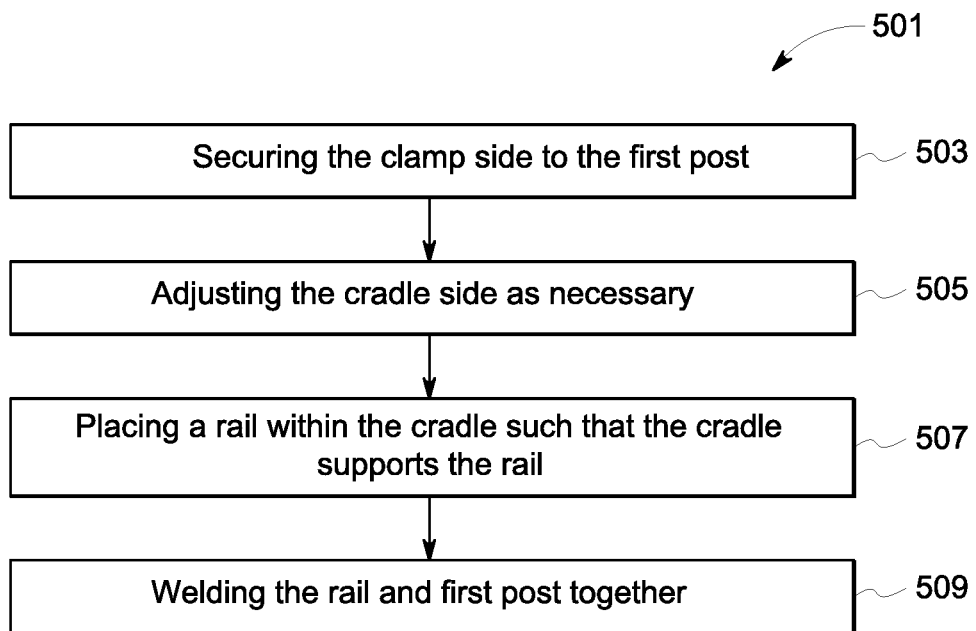 501
Securing the clamp side to the first post
503
Adjusting the cradle side as necessary
505
Placing a rail within the cradle such that the cradle
supports the rail
507
Welding the rail and first post together
509